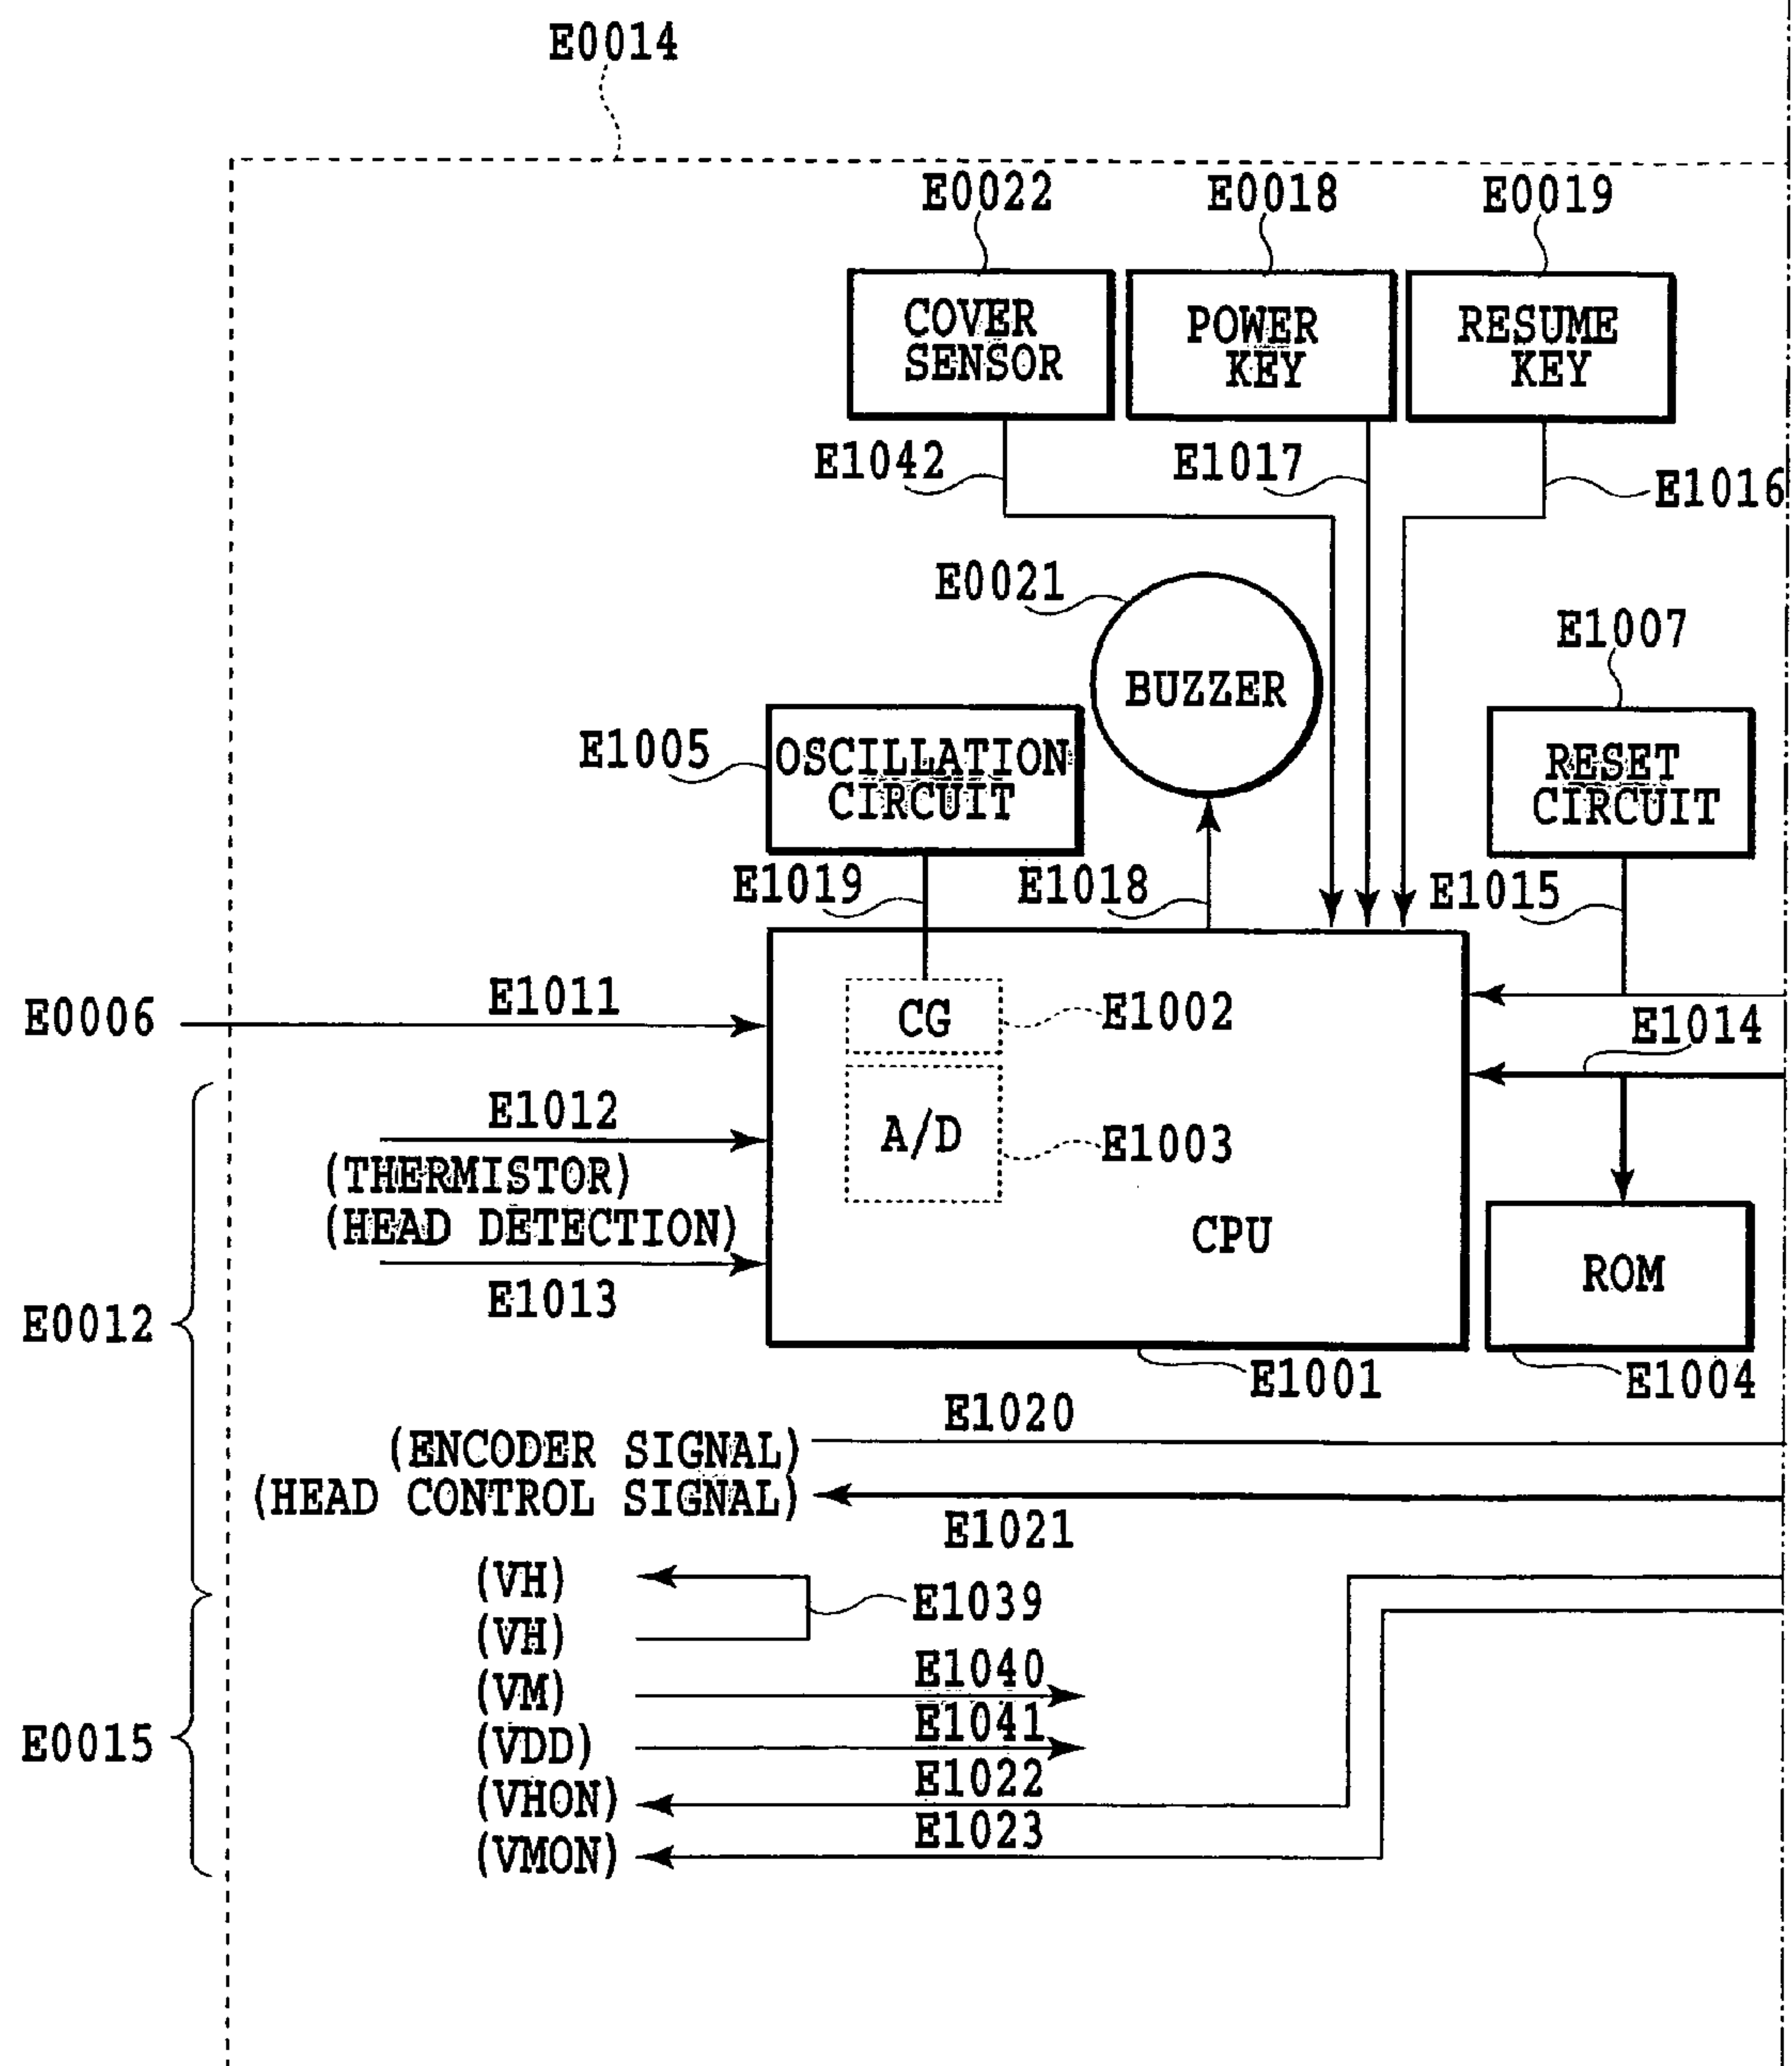 E0014
E0022
E0018
E0019
COVER
SENSOR
POWER
KEY
RESUME
KEY
E1042
E1017
E1016
E0021
BUZZER
E1007
E1005
OSCILLATION
CIRCUIT
RESET
CIRCUIT
E1019
E1018
E1015
E0006
E1011
CG
E1002
E1014
E1012
A/D
E1003
(THERMISTOR)
(HEAD DETECTION)
CPU
ROM
E1013
E0012
E1001
E1004
E1020
(ENCODER SIGNAL)
(HEAD CONTROL SIGNAL)
E1021
(VH)
E1039
(VH)
E1040
(VM)
E1041
E0015
(VDD)
E1022
(VHON)
E1023
(VMON)